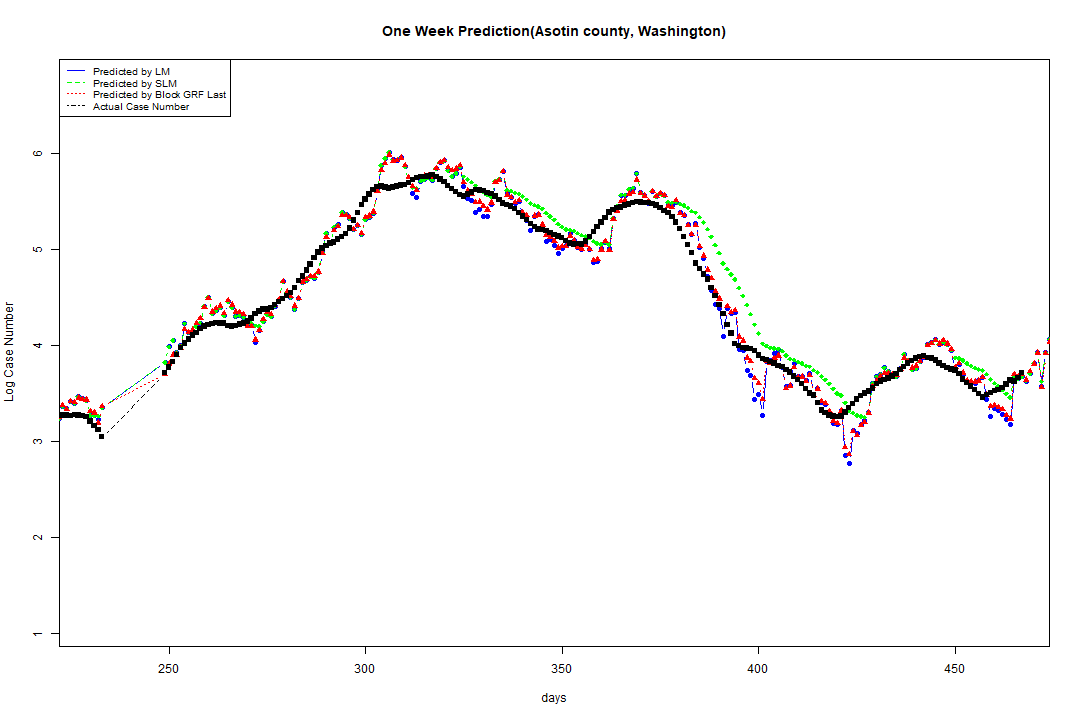 One Week Prediction(Asotin county, Washington)
Predicted by LM
Predicted by SLM
Predicted by Block GRF Last
Actual Case Number
Log Case Number
6
5
4
3
2
1
250 300 350 400 450
days